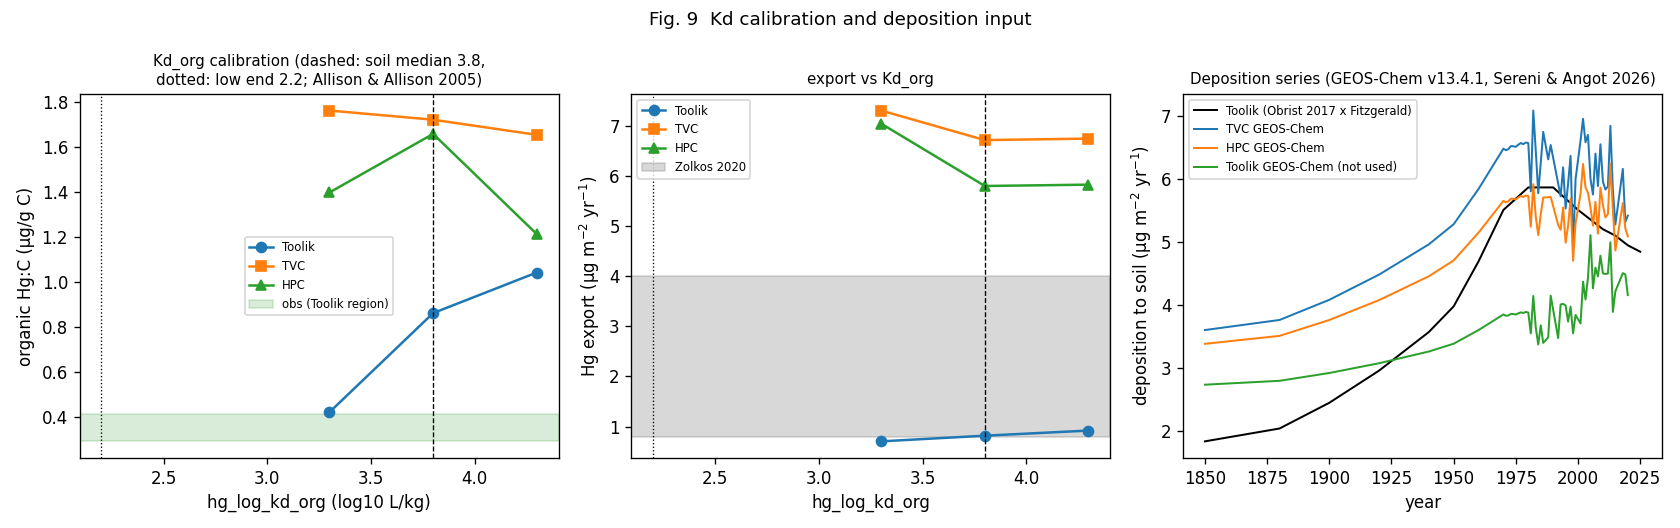 Fig. 9  Kd calibration and deposition input
Kd_org calibration (dashed: soil median 3.8,
dotted: low end 2.2; Allison & Allison 2005)
organic Hg:C (µg/g C)
1.8
1.6
1.4
1.2
1.0
0.8
0.6
0.4
Toolik
TVC
HPC
obs (Toolik region)
2.5
3.0
3.5
4.0
hg_log_kd_org (log10 L/kg)
export vs Kd_org
Hg export (µg m⁻² yr⁻¹)
7
6
5
4
3
2
1
Toolik
TVC
HPC
Zolkos 2020
2.5
3.0
3.5
4.0
hg_log_kd_org
Deposition series (GEOS-Chem v13.4.1, Sereni & Angot 2026)
deposition to soil (µg m⁻² yr⁻¹)
7
6
5
4
3
2
Toolik (Obrist 2017 x Fitzgerald)
TVC GEOS-Chem
HPC GEOS-Chem
Toolik GEOS-Chem (not used)
1850
1875
1900
1925
1950
1975
2000
2025
year